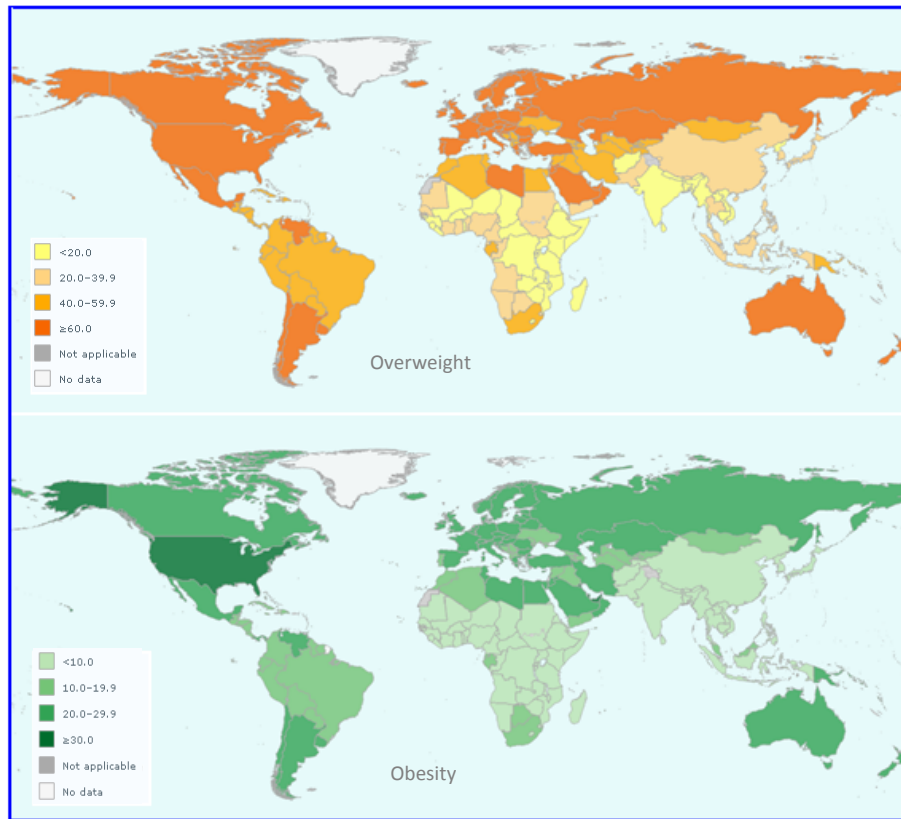 <20.0
20.0–39.9
40.0–59.9
≥60.0
Not applicable
No data
Overweight
<10.0
10.0–19.9
20.0–29.9
≥30.0
Not applicable
No data
Obesity